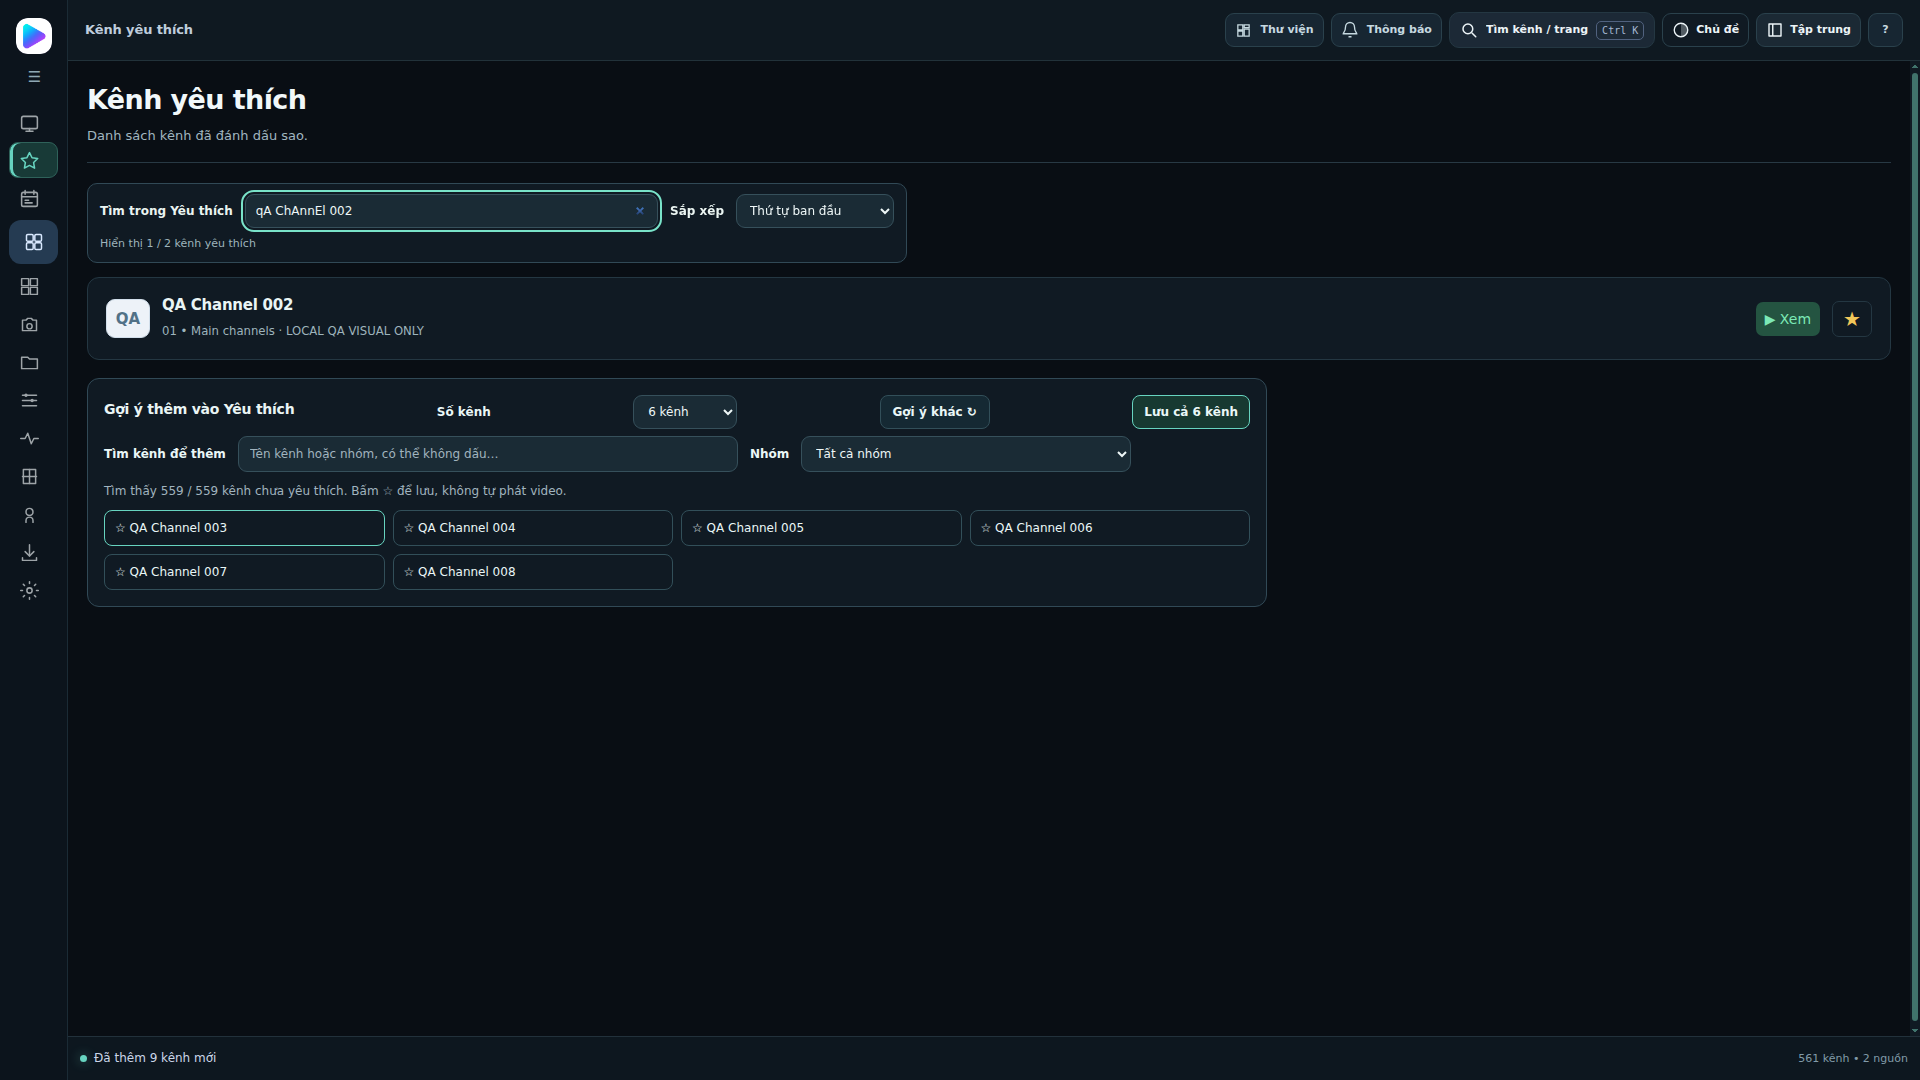 Kênh yêu thích
Thư viện
Thông báo
Tìm kênh / trang Ctrl K
Chủ đề
Tập trung
?
Kênh yêu thích
Danh sách kênh đã đánh dấu sao.
Tìm trong Yêu thích qA ChAnnEl 002 Sắp xếp Thứ tự ban đầu
Hiển thị 1 / 2 kênh yêu thích
QA
QA Channel 002
01 • Main channels · LOCAL QA VISUAL ONLY
▶ Xem
★
Gợi ý thêm vào Yêu thích Số kênh 6 kênh Gợi ý khác ↻ Lưu cả 6 kênh
Tìm kênh để thêm Tên kênh hoặc nhóm, có thể không dấu... Nhóm Tất cả nhóm
Tìm thấy 559 / 559 kênh chưa yêu thích. Bấm ☆ để lưu, không tự phát video.
☆ QA Channel 003 ☆ QA Channel 004 ☆ QA Channel 005 ☆ QA Channel 006
☆ QA Channel 007 ☆ QA Channel 008
Đã thêm 9 kênh mới
561 kênh • 2 nguồn